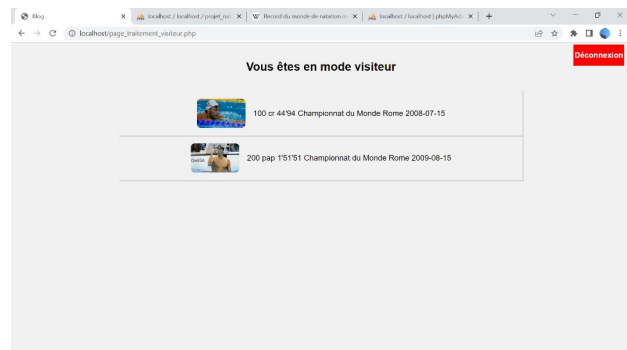 Blog
localhost / localhost / projet_nat
Record du monde de natation m
localhost / localhost | phpMyAd
localhost/page_traitement_visiteur.php
Déconnexion
Vous êtes en mode visiteur
100 cr 44'94 Championnat du Monde Rome 2008-07-15
200 pap 1'51'51 Championnat du Monde Rome 2009-08-15